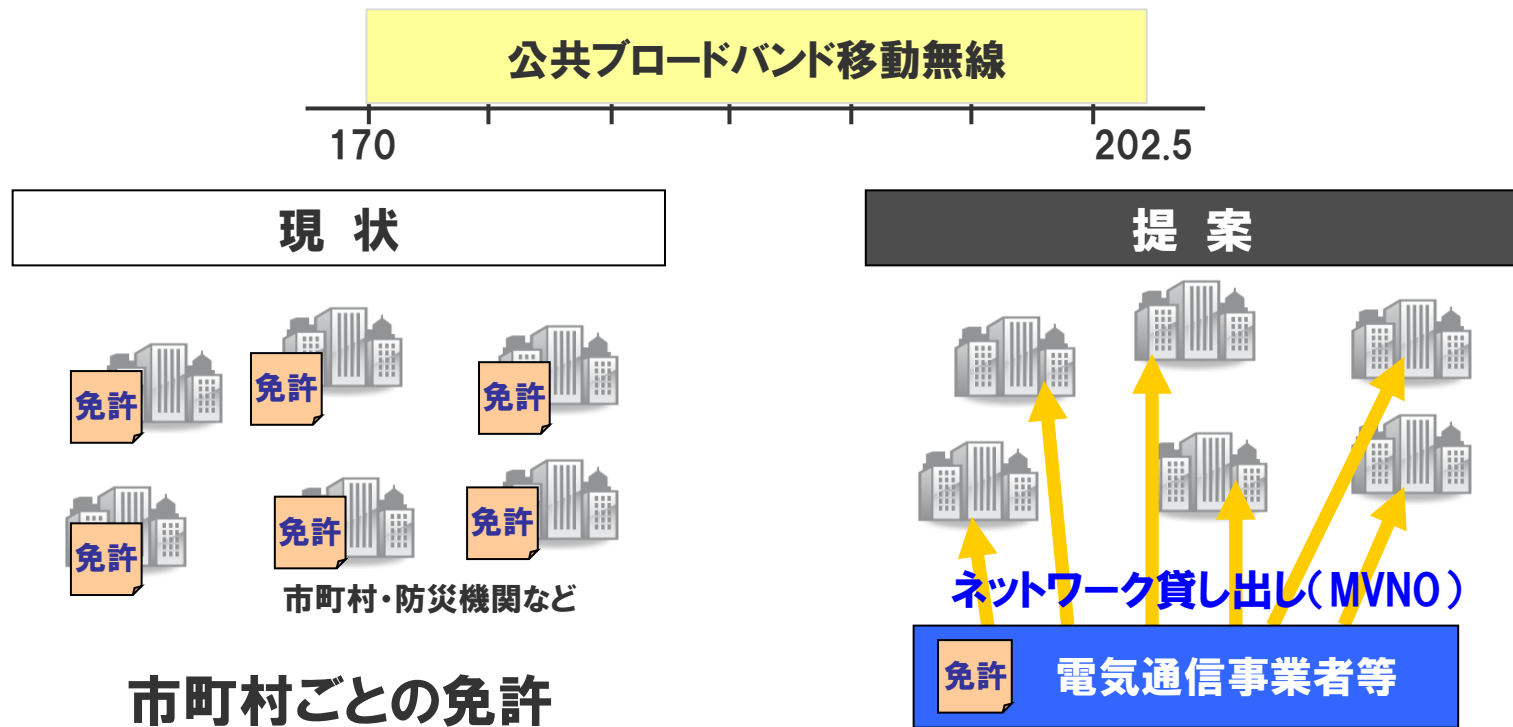 公共ブロードバンド移動無線
170
202.5
現 状
提 案
免許
免許
免許
免許
免許
免許
市町村・防災機関など
市町村ごとの免許
ネットワーク貸し出し(MVNO)
免許
電気通信事業者等